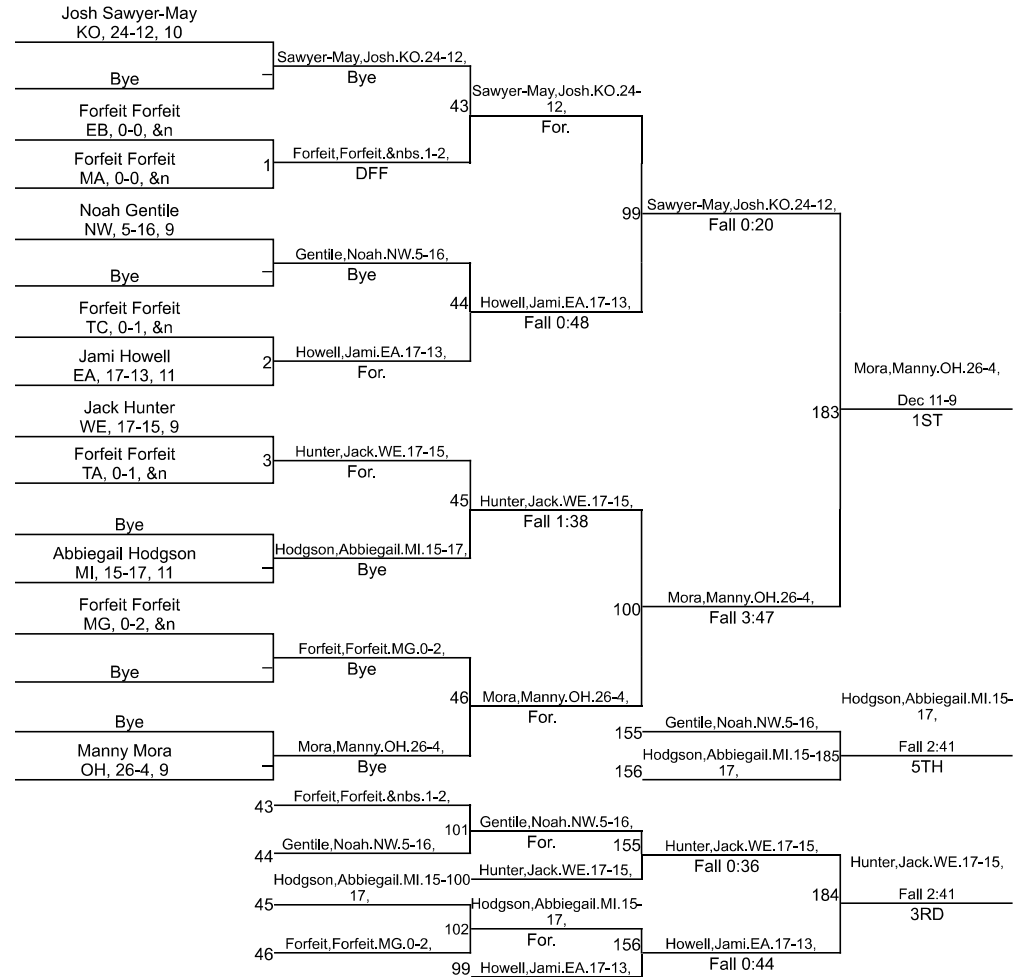 Josh Sawyer-May
KO, 24-12, 10
Bye
Forfeit Forfeit
EB, 0-0, &n
Forfeit Forfeit
MA, 0-0, &n
Noah Gentile
NW, 5-16, 9
Bye
Forfeit Forfeit
TC, 0-1, &n
Jami Howell
EA, 17-13, 11
Jack Hunter
WE, 17-15, 9
Forfeit Forfeit
TA, 0-1, &n
Bye
Abbiegail Hodgson
MI, 15-17, 11
Forfeit Forfeit
MG, 0-2, &n
Bye
Bye
Manny Mora
OH, 26-4, 9
Sawyer-May,Josh.KO.24-12,
Bye
1
Forfeit,Forfeit.&nbs.1-2,
DFF
Gentile,Noah.NW.5-16,
Bye
2
Howell,Jami.EA.17-13,
For.
3
Hunter,Jack.WE.17-15,
For.
Hodgson,Abbiegail.MI.15-17,
Bye
Forfeit,Forfeit.MG.0-2,
Bye
Mora,Manny.OH.26-4,
Bye
43
Sawyer-May,Josh.KO.24-
12,
For.
44
Howell,Jami.EA.17-13,
Fall 0:48
45
Hunter,Jack.WE.17-15,
Fall 1:38
46
Mora,Manny.OH.26-4,
For.
99
Sawyer-May,Josh.KO.24-12,
Fall 0:20
100
Mora,Manny.OH.26-4,
Fall 3:47
183
Mora,Manny.OH.26-4,
Dec 11-9
1ST
155
Gentile,Noah.NW.5-16,
156
Hodgson,Abbiegail.MI.15-
17,
185
Hodgson,Abbiegail.MI.15-
17,
Fall 2:41
5TH
43
Forfeit,Forfeit.&nbs.1-2,
44
Gentile,Noah.NW.5-16,
45
Hodgson,Abbiegail.MI.15-
17,
46
Forfeit,Forfeit.MG.0-2,
101
Gentile,Noah.NW.5-16,
For.
100
Hunter,Jack.WE.17-15,
102
Hodgson,Abbiegail.MI.15-
17,
For.
99
Howell,Jami.EA.17-13,
155
Hunter,Jack.WE.17-15,
Fall 0:36
156
Howell,Jami.EA.17-13,
Fall 0:44
184
Hunter,Jack.WE.17-15,
Fall 2:41
3RD